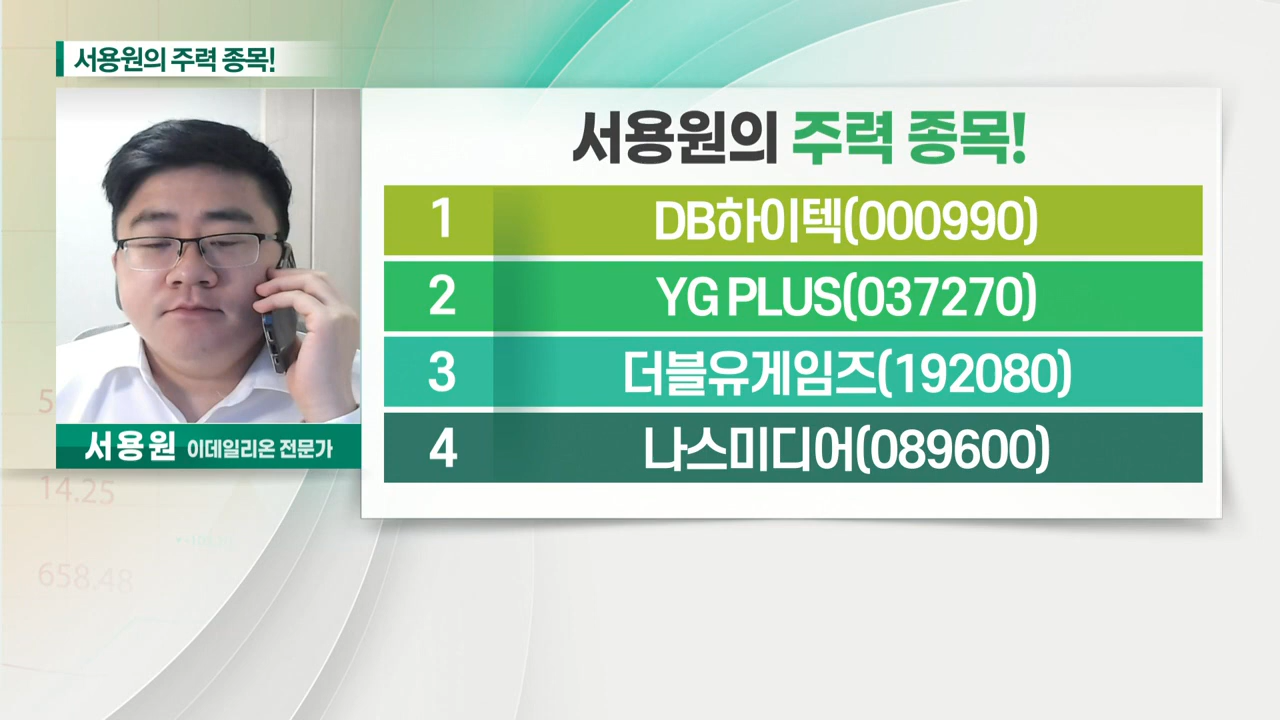 서용원의 주력 종목!
서용원의 주력 종목!
1 DB하이텍(000990)
2 YG PLUS(037270)
3 더블유게임즈(192080)
4 나스미디어(089600)
서용원 이데일리온 전문가
5
14.25
658.48